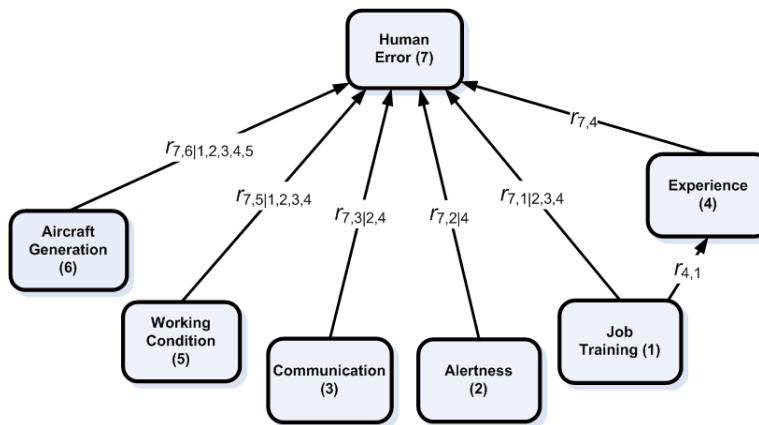 Human
Error (7)
r7,6|1,2,3,4,5
r7,5|1,2,3,4
r7,3|2,4
r7,2|4
r7,1|2,3,4
r7,4
r4,1
Experience
(4)
Aircraft
Generation
(6)
Working
Condition
(5)
Communication
(3)
Alertness
(2)
Job
Training (1)